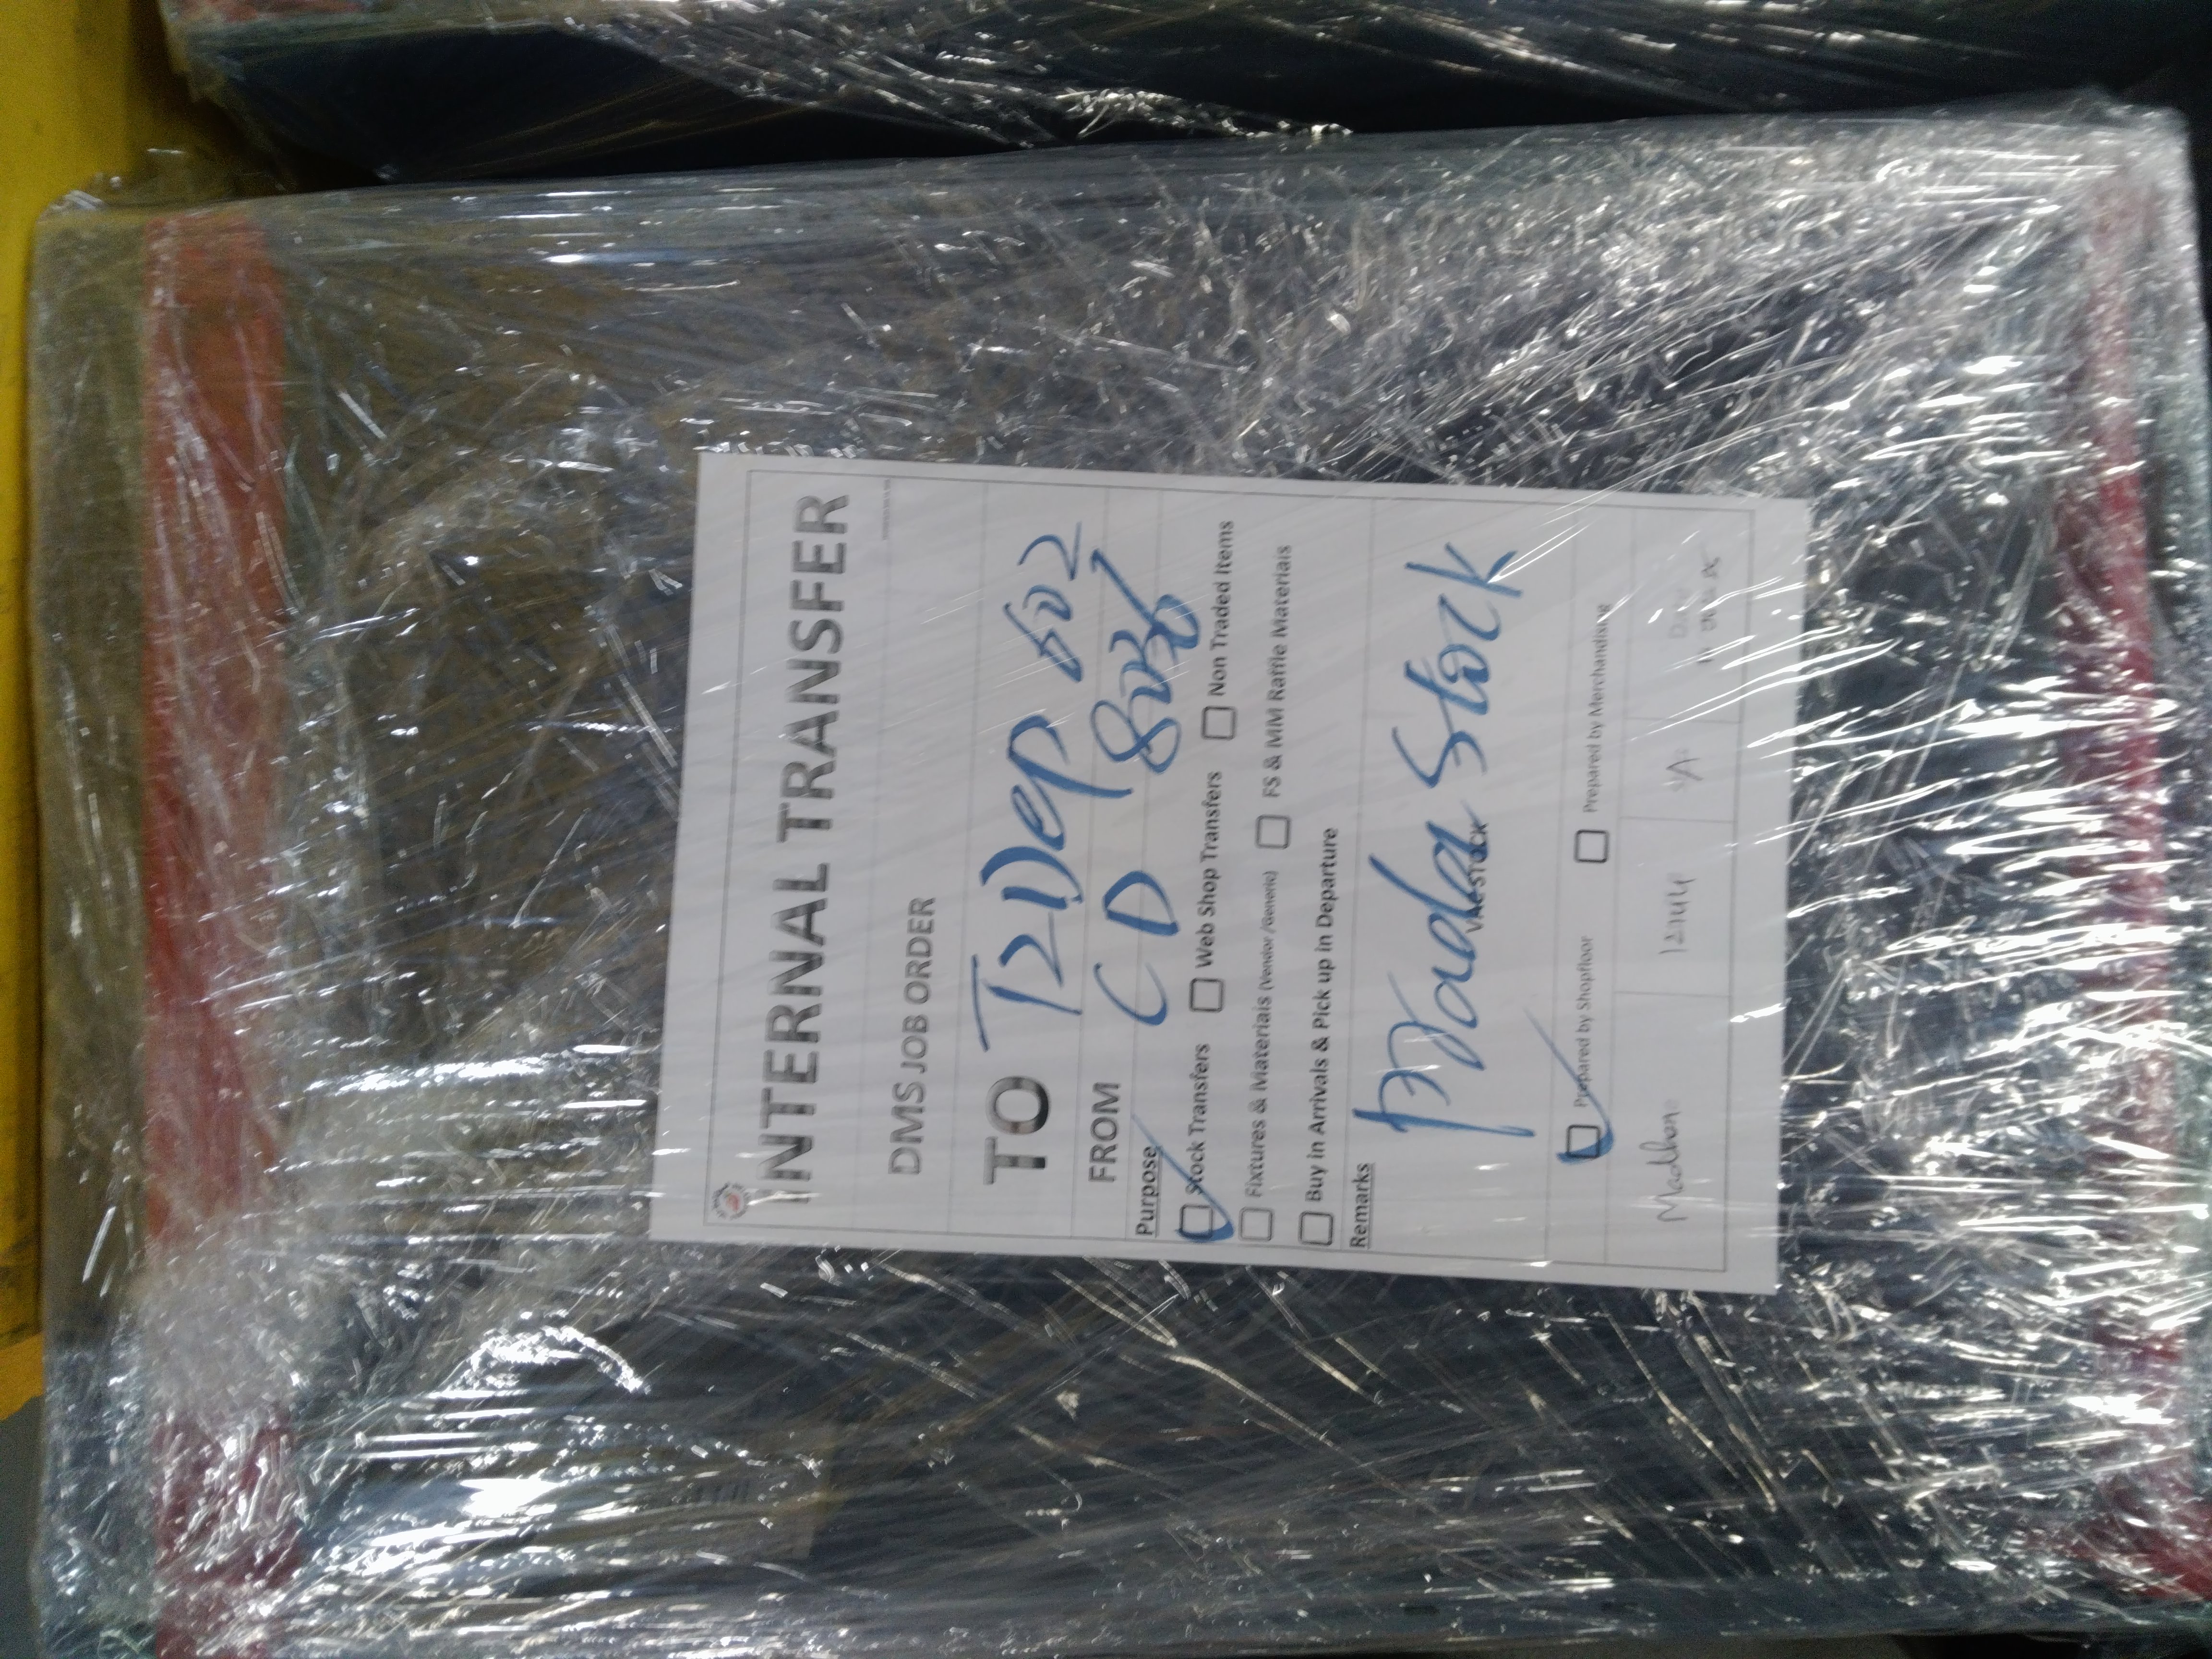 INTERNAL TRANSFER
DMS JOB ORDER
TO T2 Dep
FROM CD
Purpose
Stock Transfers Web Shop Transfers Non Traded Items
Fixtures & Materials (Vendor /Generic) FS & MM Raffle Materials
Buy in Arrivals & Pick up in Departure
Remarks
Prada Stock
Prepared by Shopfloor Prepared by Merchandising
SA